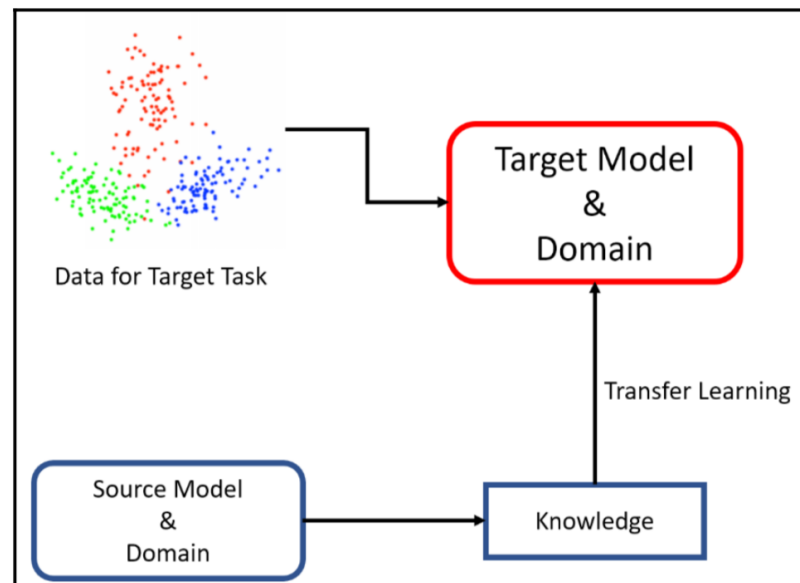 Target Model
&
Domain
Data for Target Task
Transfer Learning
Source Model
&
Domain
Knowledge